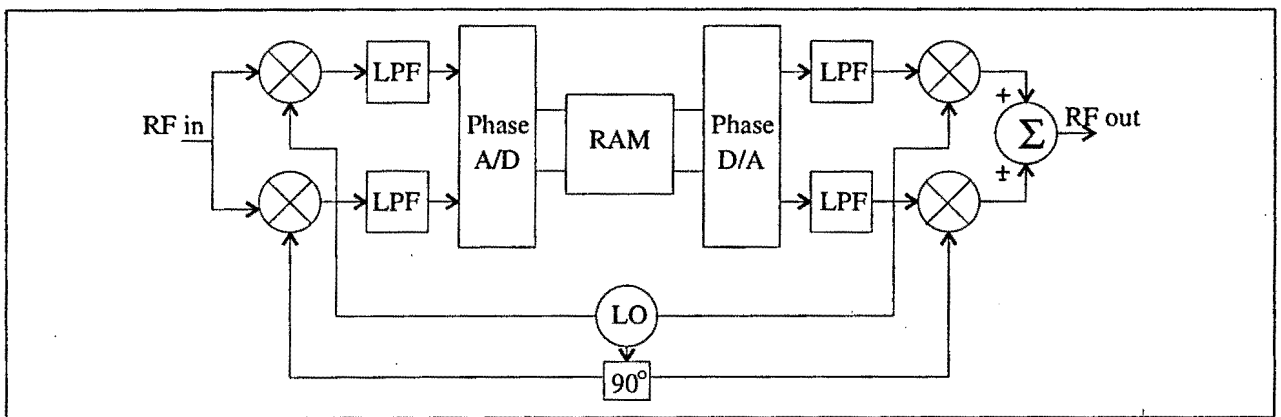 RF in
LPF
LPF
Phase
A/D
RAM
Phase
D/A
LPF
LPF
+
±
Σ
RF out
LO
90°